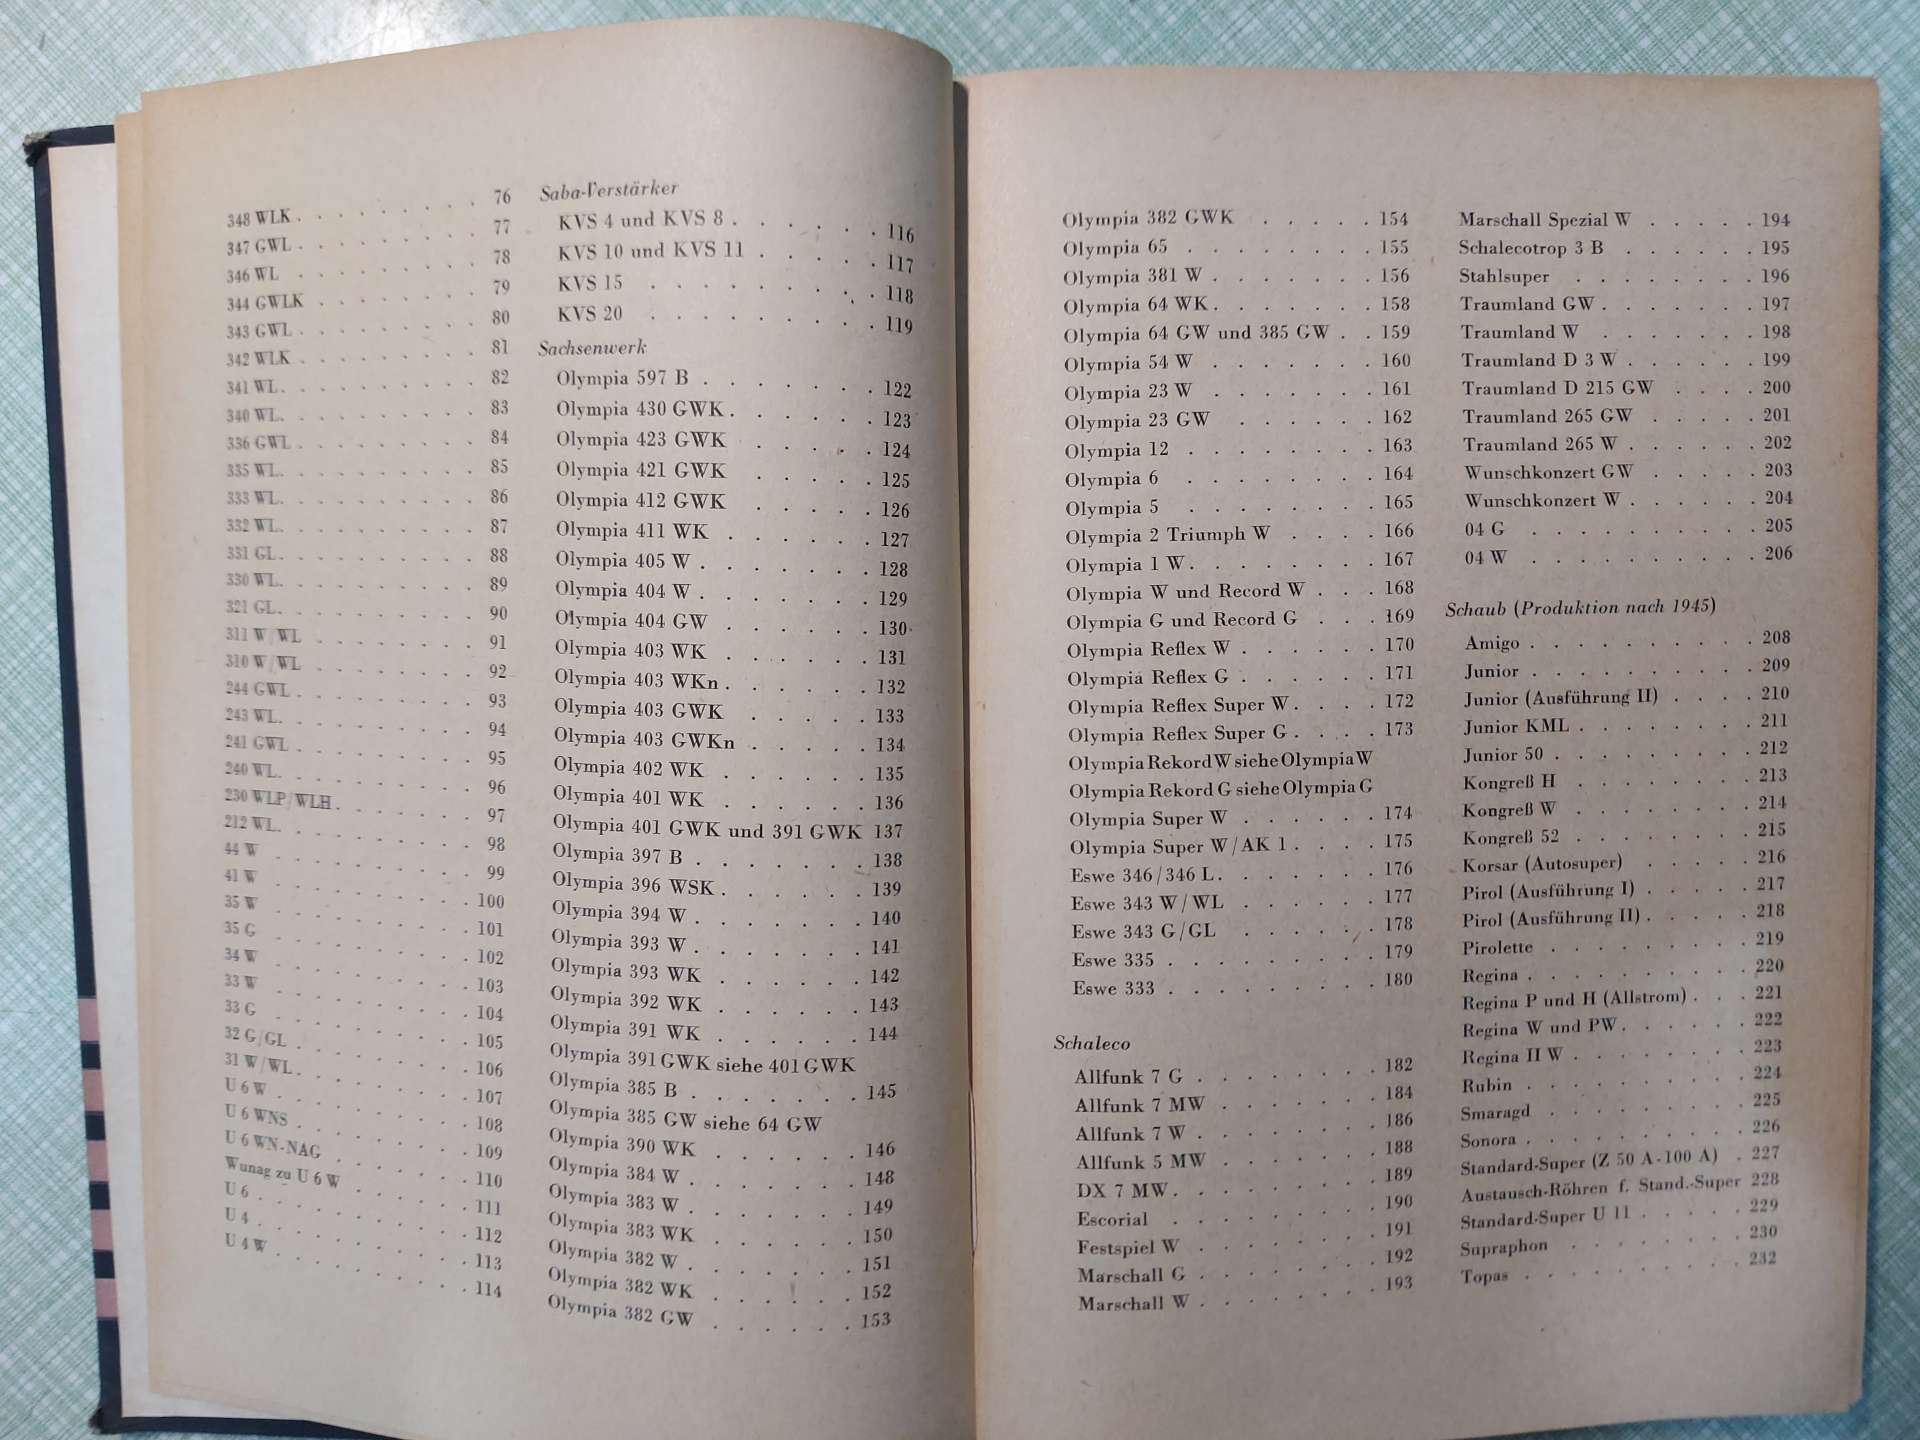 348 WLK . . . . . . . . . 76
347 GWL . . . . . . . . . 77
346 WL . . . . . . . . . 78
344 GWLK . . . . . . . . 79
343 GWL . . . . . . . . . 80
342 WLK . . . . . . . . . 81
341 WL . . . . . . . . . . 82
340 WL . . . . . . . . . . 83
336 GWL . . . . . . . . . 84
335 WL . . . . . . . . . . 85
333 WL . . . . . . . . . . 86
332 WL . . . . . . . . . . 87
331 GL . . . . . . . . . . 88
330 WL . . . . . . . . . . 89
321 GL . . . . . . . . . . 90
311 W/WL . . . . . . . . 91
310 W/WL . . . . . . . . 92
244 GWL . . . . . . . . . 93
243 WL . . . . . . . . . . 94
241 GWL . . . . . . . . . 95
240 WL . . . . . . . . . . 96
230 WLP/WLH . . . . . . . 97
212 WL . . . . . . . . . . 98
44 W . . . . . . . . . . 99
41 W . . . . . . . . . . 100
35 W . . . . . . . . . . 101
35 G . . . . . . . . . . 102
34 W . . . . . . . . . . 103
33 W . . . . . . . . . . 104
33 G . . . . . . . . . . 105
32 G/GL . . . . . . . . . 106
31 W/WL . . . . . . . . . 107
U 6 W . . . . . . . . . . 108
U 6 WNS . . . . . . . . . 109
U 6 WN-NAG . . . . . . . 110
Wunag zu U 6 W . . . . . 111
U 6 . . . . . . . . . . 112
U 4 . . . . . . . . . . 113
U 4 W . . . . . . . . . . 114
Saba-Verstärker
KVS 4 und KVS 8 . . . . . . 116
KVS 10 und KVS 11 . . . . . 117
KVS 15 . . . . . . . . . 118
KVS 20 . . . . . . . . . 119
Sachsenwerk
Olympia 597 B . . . . . . . 122
Olympia 430 GWK . . . . . . 123
Olympia 423 GWK . . . . . 124
Olympia 421 GWK . . . . . 125
Olympia 412 GWK . . . . . 126
Olympia 411 WK . . . . . . 127
Olympia 405 W . . . . . . . 128
Olympia 404 W . . . . . . . 129
Olympia 404 GW . . . . . . 130
Olympia 403 WK . . . . . . 131
Olympia 403 WKn . . . . . . 132
Olympia 403 GWK . . . . . 133
Olympia 403 GWKn . . . . . 134
Olympia 402 WK . . . . . . 135
Olympia 401 WK . . . . . . 136
Olympia 401 GWK und 391 GWK 137
Olympia 397 B . . . . . . . 138
Olympia 396 WSK . . . . . . 139
Olympia 394 W . . . . . . . 140
Olympia 393 W . . . . . . . 141
Olympia 393 WK . . . . . . 142
Olympia 392 WK . . . . . . 143
Olympia 391 WK . . . . . . 144
Olympia 391 GWK siehe 401 GWK
Olympia 385 B . . . . . . . 145
Olympia 385 GW siehe 64 GW
Olympia 390 WK . . . . . . 146
Olympia 384 W . . . . . . . 148
Olympia 383 W . . . . . . . 149
Olympia 383 WK . . . . . . 150
Olympia 382 W . . . . . . . 151
Olympia 382 WK . . . . . . 152
Olympia 382 GW . . . . . . 153
Olympia 382 GWK . . . . . 154
Olympia 65 . . . . . . . . 155
Olympia 381 W . . . . . . . 156
Olympia 64 WK . . . . . . . 158
Olympia 64 GW und 385 GW . . 159
Olympia 54 W . . . . . . . 160
Olympia 23 W . . . . . . . 161
Olympia 23 GW . . . . . . 162
Olympia 12 . . . . . . . . 163
Olympia 6 . . . . . . . . 164
Olympia 5 . . . . . . . . 165
Olympia 2 Triumph W . . . . 166
Olympia 1 W . . . . . . . . 167
Olympia W und Record W . . . 168
Olympia G und Record G . . . 169
Olympia Reflex W . . . . . . 170
Olympia Reflex G . . . . . . 171
Olympia Reflex Super W . . . . 172
Olympia Reflex Super G . . . . 173
Olympia Rekord W siehe Olympia W
Olympia Rekord G siehe Olympia G
Olympia Super W . . . . . . 174
Olympia Super W/AK 1 . . . . 175
Eswe 346/346 L . . . . . . . 176
Eswe 343 W/WL . . . . . . 177
Eswe 343 G/GL . . . . . . 178
Eswe 335 . . . . . . . . . 179
Eswe 333 . . . . . . . . . 180
Schaleco
Allfunk 7 G . . . . . . . . 182
Allfunk 7 MW . . . . . . . 184
Allfunk 7 W . . . . . . . . 186
Allfunk 5 MW . . . . . . . 188
DX 7 MW . . . . . . . . . 189
Escorial . . . . . . . . . 190
Festspiel W . . . . . . . . 191
Marschall G . . . . . . . . 192
Marschall W . . . . . . . . 193
Marschall Spezial W . . . . . 194
Schalecotrop 3 B . . . . . . 195
Stahlsuper . . . . . . . . 196
Traumland GW . . . . . . . 197
Traumland W . . . . . . . 198
Traumland D 3 W . . . . . . 199
Traumland D 215 GW . . . . 200
Traumland 265 GW . . . . . 201
Traumland 265 W . . . . . . 202
Wunschkonzert GW . . . . . 203
Wunschkonzert W . . . . . . 204
04 G . . . . . . . . . . 205
04 W . . . . . . . . . . 206
Schaub (Produktion nach 1945)
Amigo . . . . . . . . . . 208
Junior . . . . . . . . . . 209
Junior (Ausführung II) . . . . 210
Junior KML . . . . . . . . 211
Junior 50 . . . . . . . . . 212
Kongreß H . . . . . . . . 213
Kongreß W . . . . . . . . 214
Kongreß 52 . . . . . . . . 215
Korsar (Autosuper) . . . . . 216
Pirol (Ausführung I) . . . . . 217
Pirol (Ausführung II) . . . . . 218
Pirolette . . . . . . . . . 219
Regina . . . . . . . . . . 220
Regina P und H (Allstrom) . . . 221
Regina W und PW . . . . . . 222
Regina II W . . . . . . . . 223
Rubin . . . . . . . . . . 224
Smaragd . . . . . . . . . 225
Sonora . . . . . . . . . . 226
Standard-Super (Z 50 A-100 A) . 227
Austausch-Röhren f. Stand.-Super 228
Standard-Super U 11 . . . . . 229
Supraphon . . . . . . . . 230
Topas . . . . . . . . . . 232